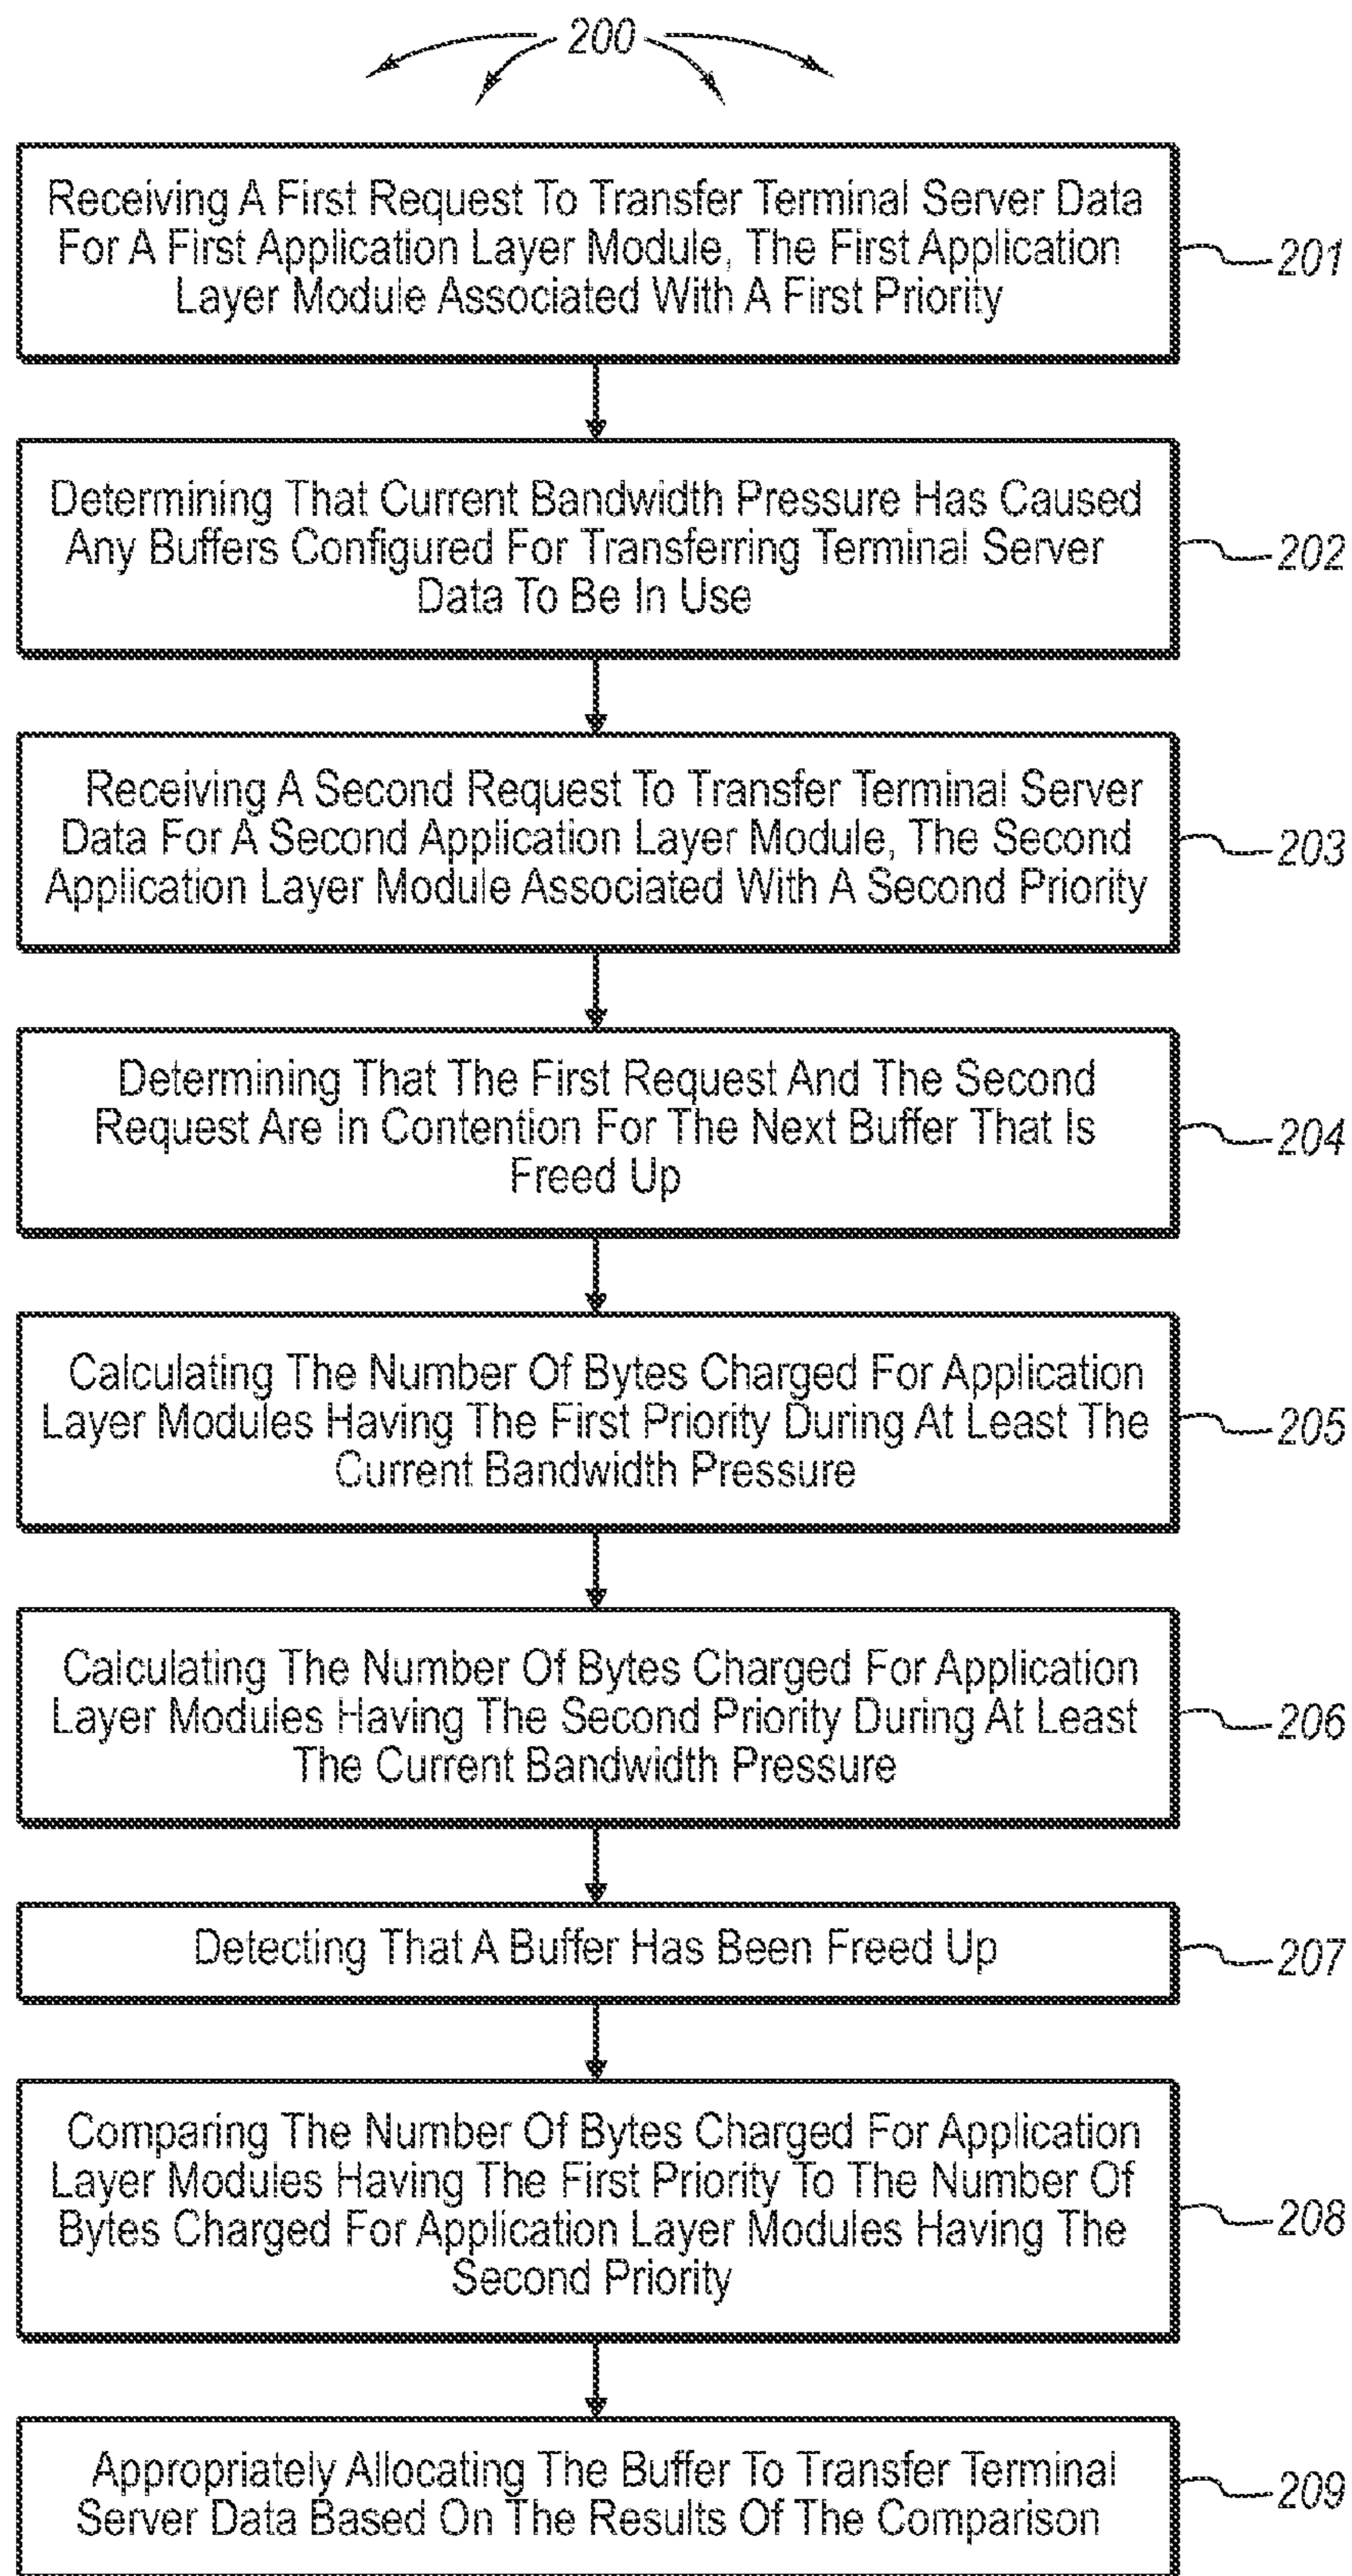 200
Receiving A First Request To Transfer Terminal Server Data
For A First Application Layer Module, The First Application
Layer Module Associated With A First Priority
201
Determining That Current Bandwidth Pressure Has Caused
Any Buffers Configured For Transferring Terminal Server
Data To Be In Use
202
Receiving A Second Request To Transfer Terminal Server
Data For A Second Application Layer Module, The Second
Application Layer Module Associated With A Second Priority
203
Determining That The First Request And The Second
Request Are In Contention For The Next Buffer That Is
Freed Up
204
Calculating The Number Of Bytes Charged For Application
Layer Modules Having The First Priority During At Least The
Current Bandwidth Pressure
205
Calculating The Number Of Bytes Charged For Application
Layer Modules Having The Second Priority During At Least
The Current Bandwidth Pressure
206
Detecting That A Buffer Has Been Freed Up
207
Comparing The Number Of Bytes Charged For Application
Layer Modules Having The First Priority To The Number Of
Bytes Charged For Application Layer Modules Having The
Second Priority
208
Appropriately Allocating The Buffer To Transfer Terminal
Server Data Based On The Results Of The Comparison
209